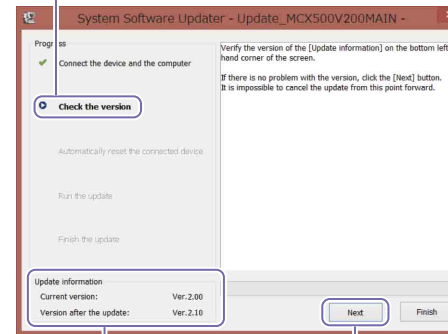 System Software Updater - Update_MCX500V200MAIN -
Progress
Connect the device and the computer
Check the version
Automatically reset the connected device
Run the update
Finish the update
Verify the version of the [Update information] on the bottom left
hand corner of the screen.
If there is no problem with the version, click the [Next] button.
It is impossible to cancel the update from this point forward.
Update information
Current version: Ver.2.00
Version after the update: Ver.2.10
Next
Finish